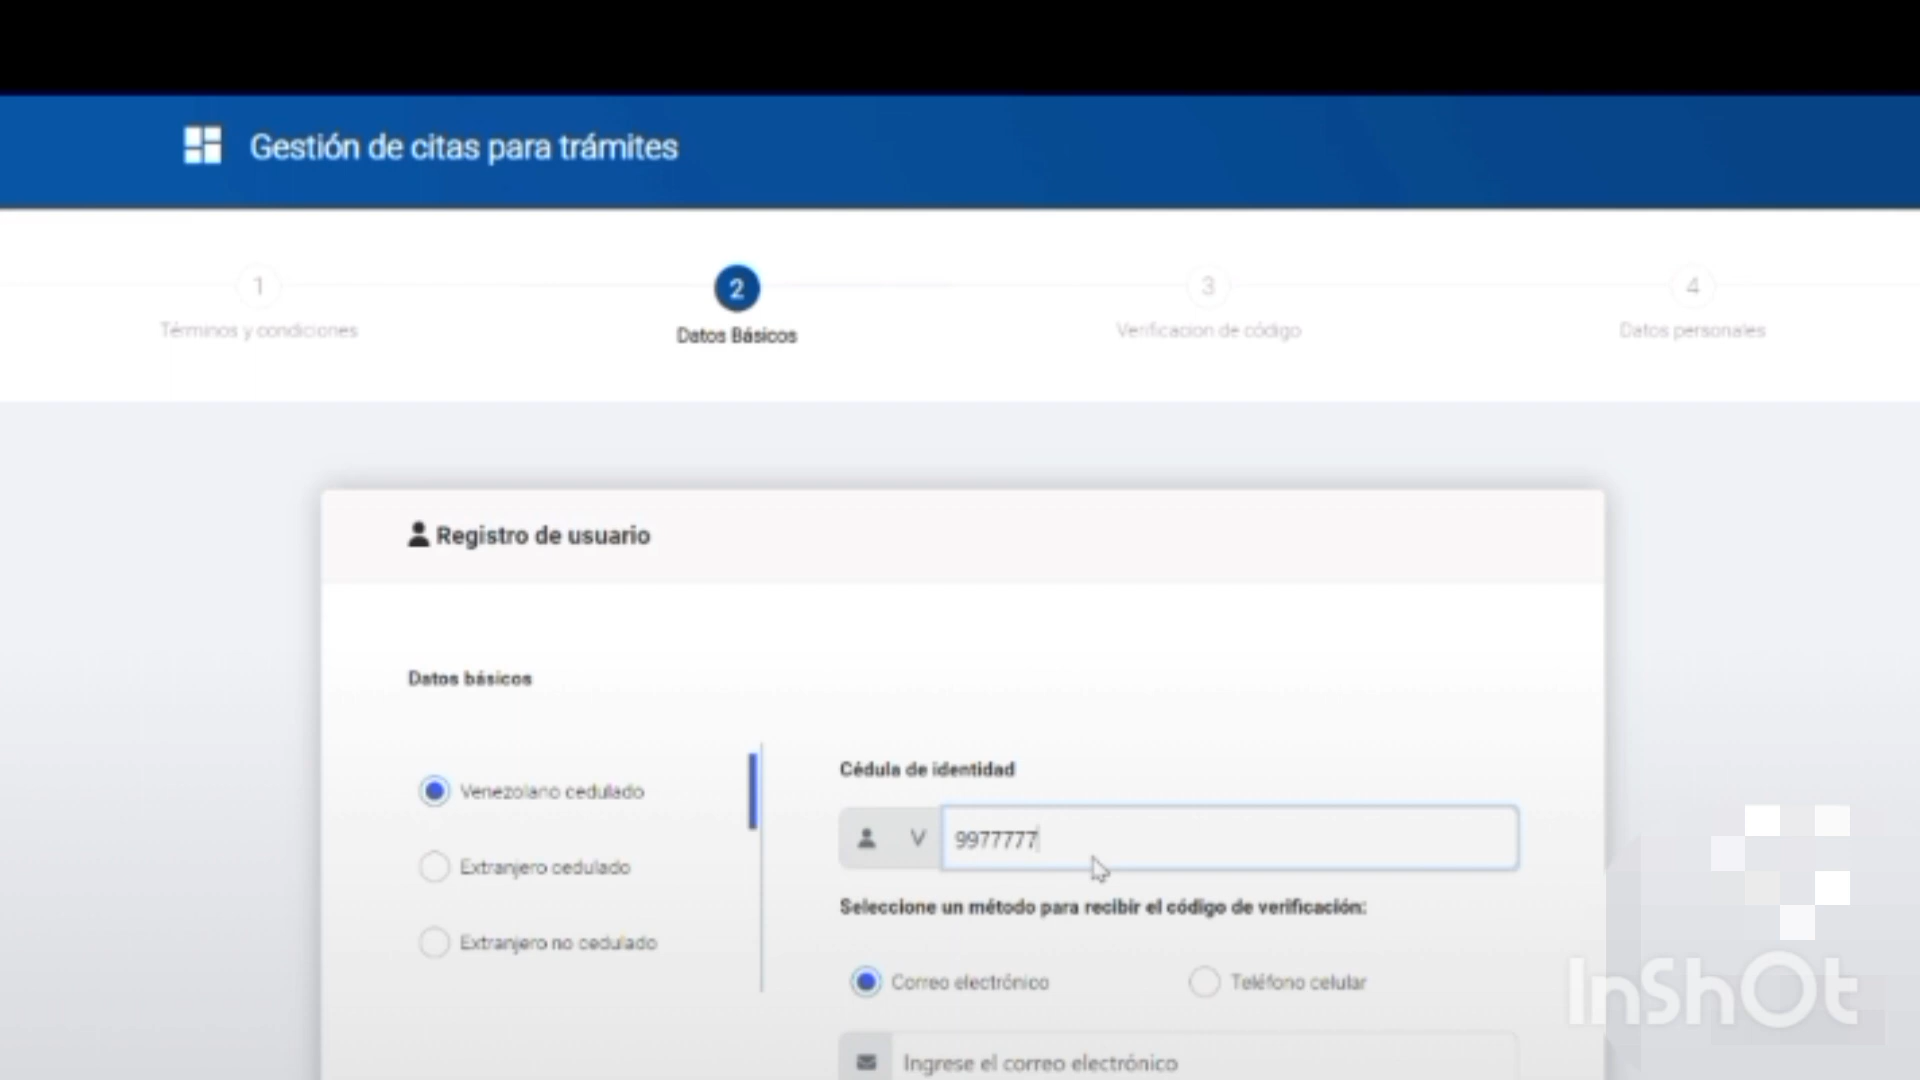 Gestión de citas para trámites
1
2
3
4
Términos y condiciones
Datos Básicos
Verificacion de código
Datos personales
Registro de usuario
Datos básicos
Venezolano cedulado
Extranjero cedulado
Extranjero no cedulado
Cédula de identidad
V 9977777
Seleccione un método para recibir el código de verificación:
Correo electrónico
Teléfono celular
Ingrese el correo electrónico
InShOt